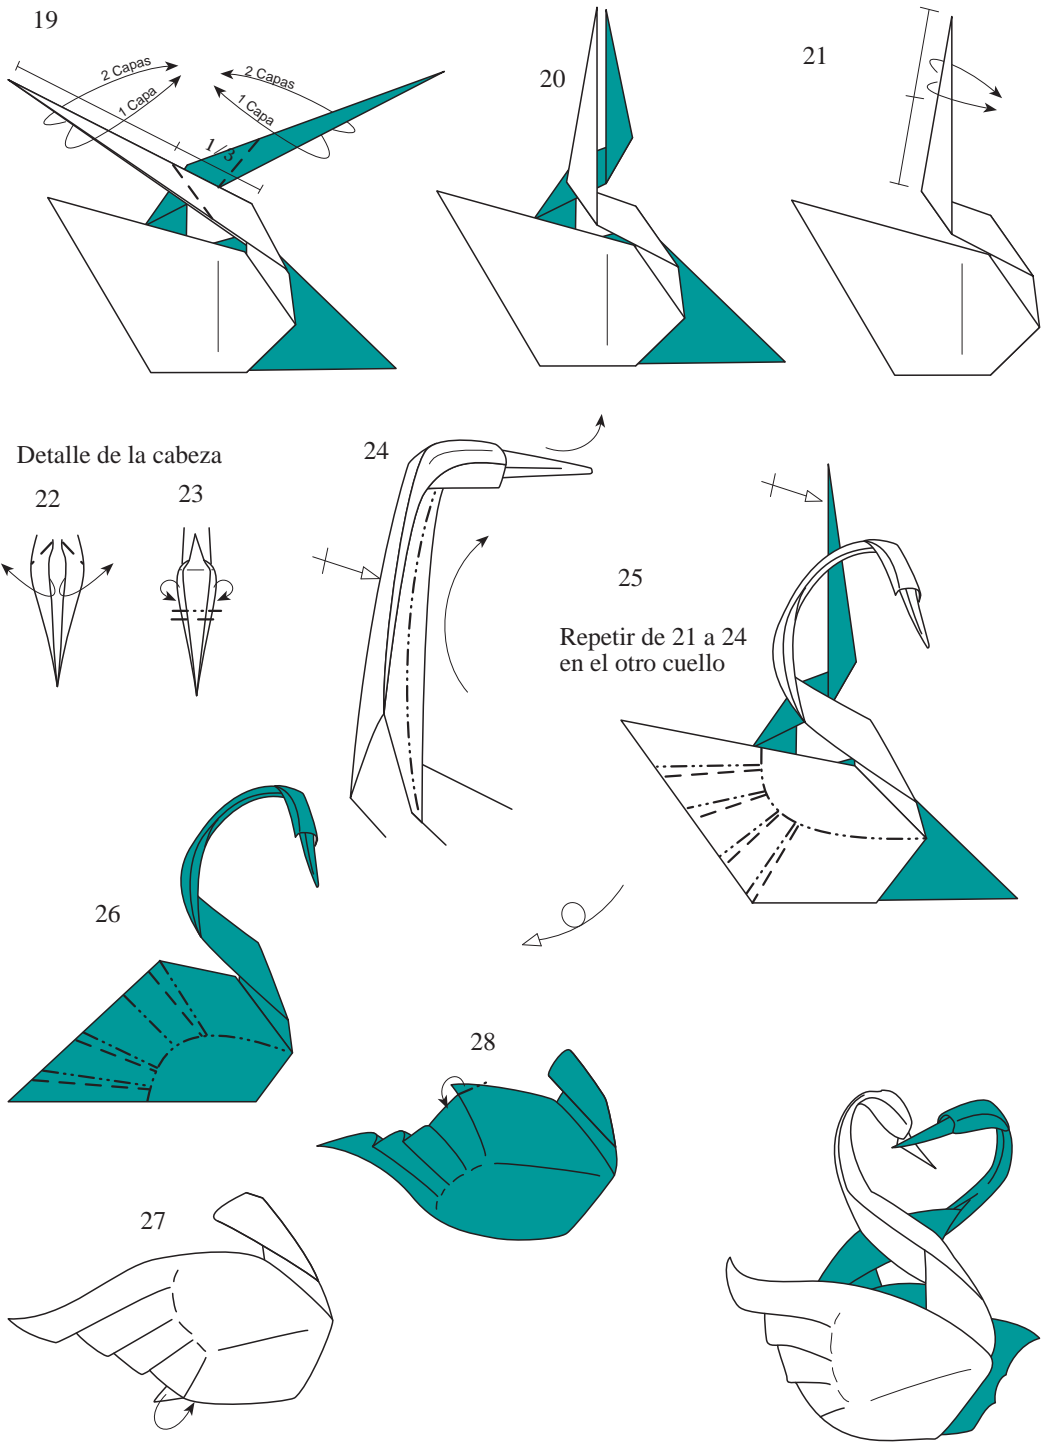 19
2 Capas
1 Capa
2 Capas
1 Capa
1/3
20
21
Detalle de la cabeza
22
23
24
25
Repetir de 21 a 24
en el otro cuello
26
28
27